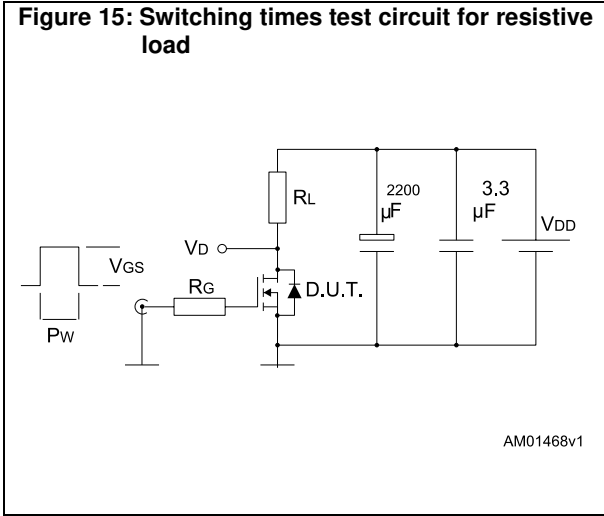 Figure 15: Switching times test circuit for resistive
load
RL
2200
µF
3.3
µF
VDD
VD
VGS
RG
D.U.T.
PW
AM01468v1